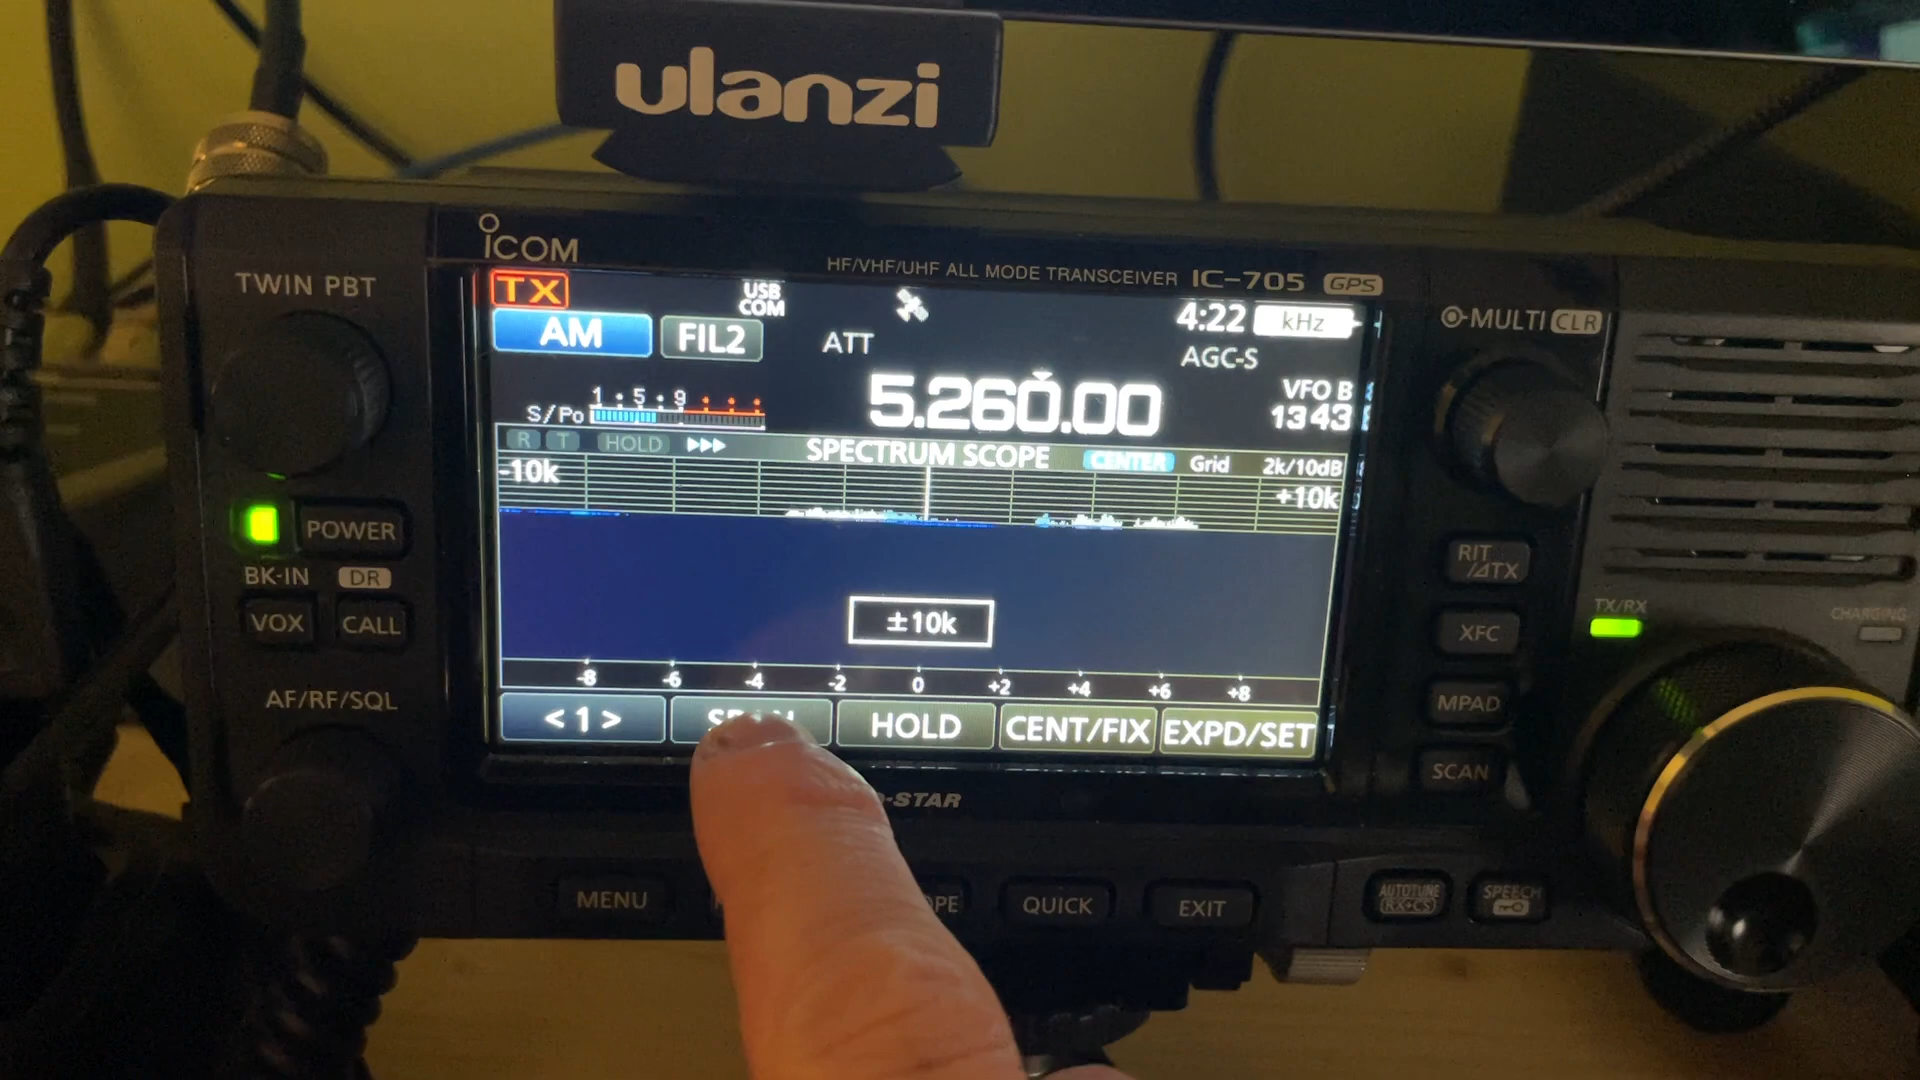 ulanzi
ICOM
HF/VHF/UHF ALL MODE TRANSCEIVER IC-705 GPS
TWIN PBT
TX
USB
COM
4:22 kHz
MULTI CLR
AM FIL2 ATT
AGC-S
5.260.00
VFO B
1343
1 • 5 • 9
S/Po
R T HOLD SPECTRUM SCOPE CENTER Grid 2k/10dB
-10k +10k
POWER
BK-IN DR
VOX CALL
±10k
RIT
/⊿TX
TX/RX
CHARGING
XFC
-8 -6 -4 -2 0 +2 +4 +6 +8
MPAD
AF/RF/SQL
< 1 > SPAN HOLD CENT/FIX EXPD/SET
SCAN
D-STAR
MENU QUICK EXIT
AUTOTUNE
RX→CS
SPEECH